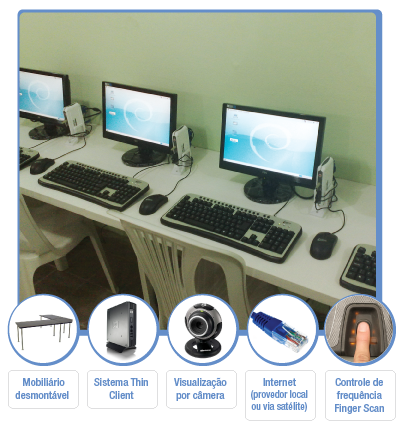 Mobiliário
desmontável
Sistema Thin
Client
Visualização
por câmera
Internet
(provedor local
ou via satélite)
Controle de
frequência
Finger Scan